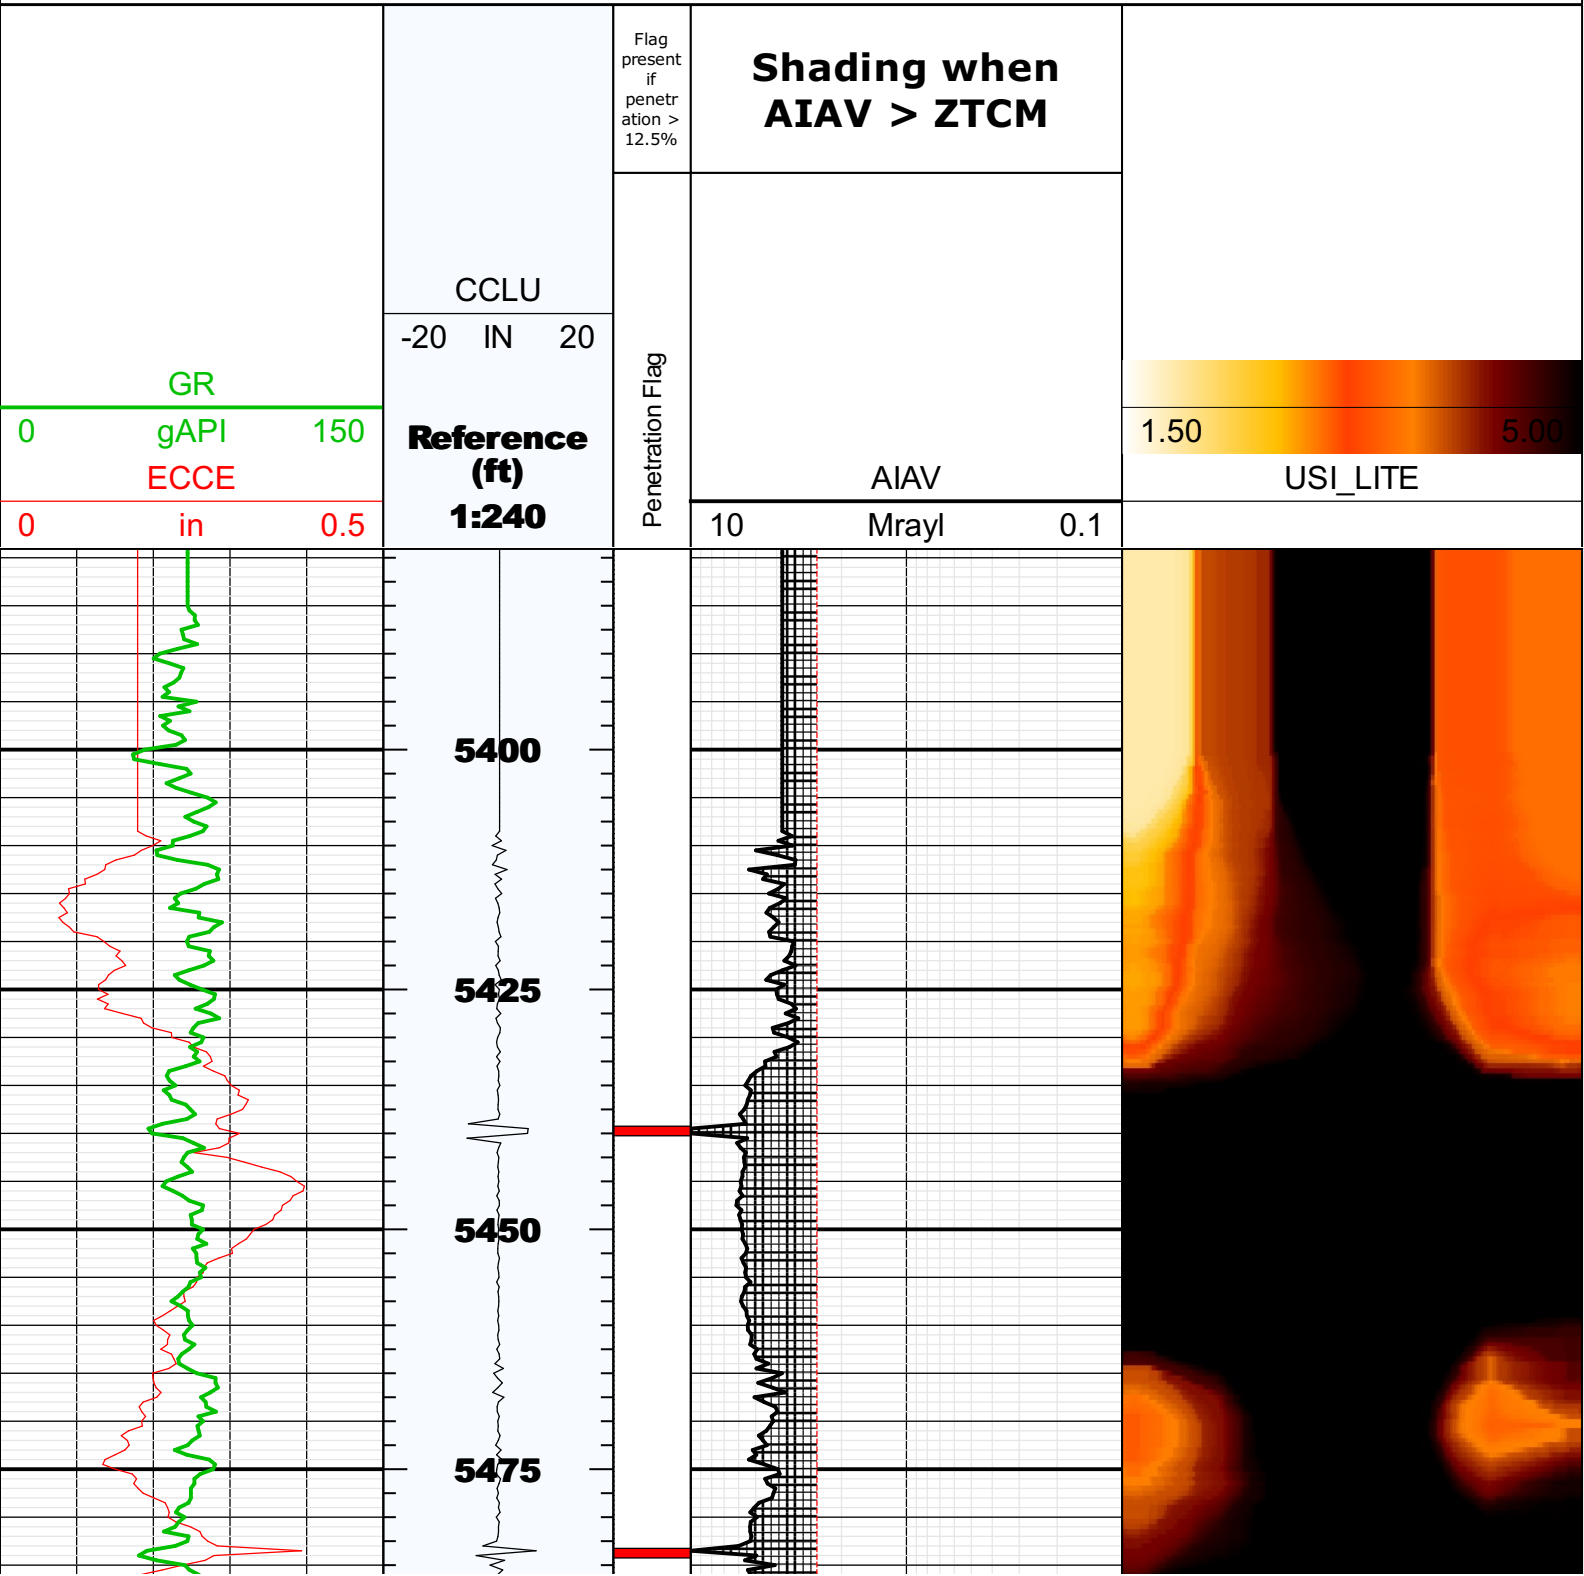 Flag
present
if
penetr
ation >
12.5%
Shading when
AIAV > ZTCM
CCLU
-20 IN 20
GR
0 gAPI 150
ECCE
0 in 0.5
Reference
(ft)
1:240
Penetration Flag
AIAV
10 Mrayl 0.1
1.50 5.00
USI_LITE
5400
5425
5450
5475